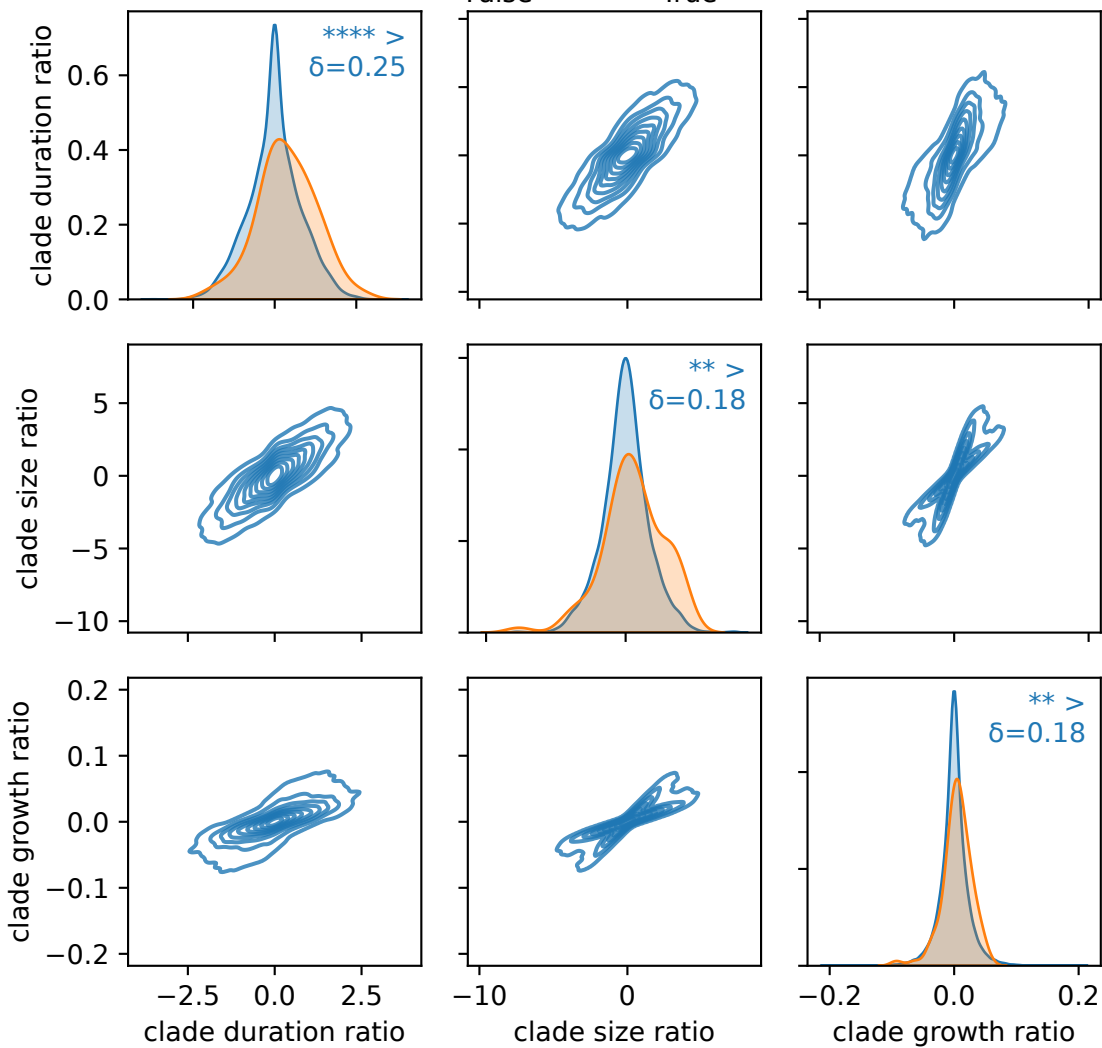 clade duration ratio
0.6
0.4
0.2
0.0
**** >
δ=0.25
clade size ratio
5
0
−5
−10
** >
δ=0.18
clade growth ratio
0.2
0.1
0.0
−0.1
−0.2
** >
δ=0.18
−2.5 0.0 2.5
−10 0
−0.2 0.0 0.2
clade duration ratio
clade size ratio
clade growth ratio